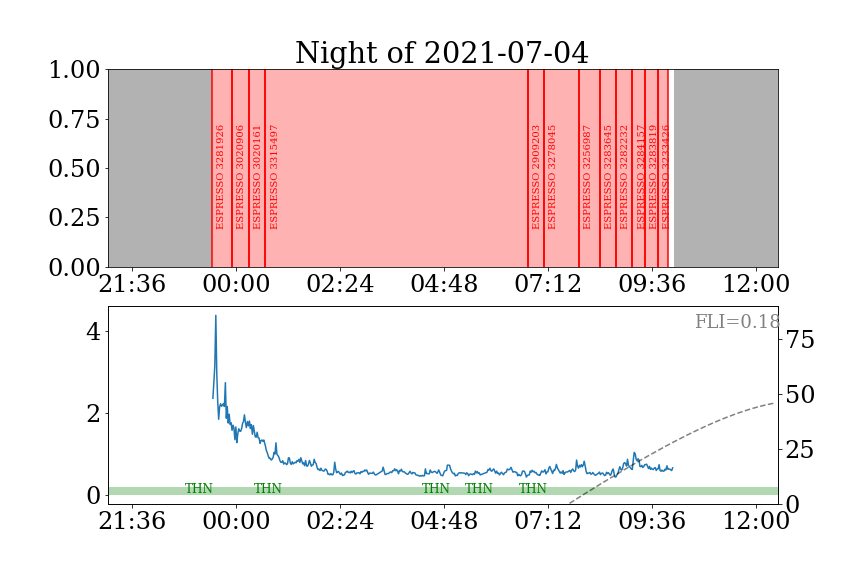 Night of 2021-07-04
1.00
0.75
0.50
0.25
0.00
ESPRESSO 3281926
ESPRESSO 3020906
ESPRESSO 3020161
ESPRESSO 3315497
ESPRESSO 2909203
ESPRESSO 3278045
ESPRESSO 3256987
ESPRESSO 3283645
ESPRESSO 3282232
ESPRESSO 3284157
ESPRESSO 3283819
ESPRESSO 3233426
21:36 00:00 02:24 04:48 07:12 09:36 12:00
FLI=0.18
4
2
0
75
50
25
0
THN THN THN THN THN
21:36 00:00 02:24 04:48 07:12 09:36 12:00